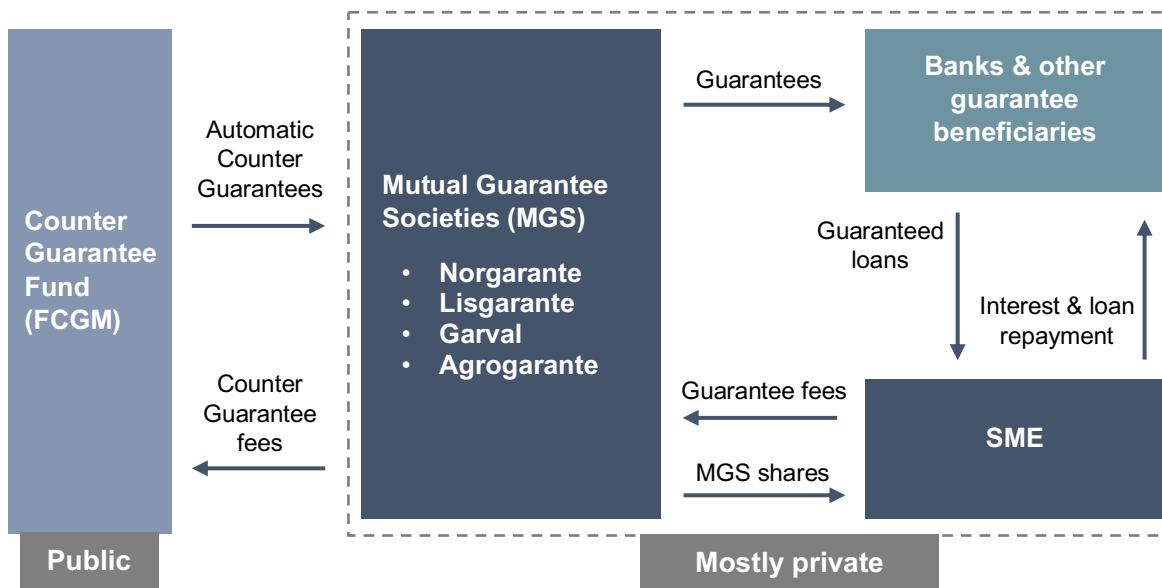 Counter
Guarantee
Fund
(FCGM)
Public
Automatic
Counter
Guarantees
Counter
Guarantee
fees
Mutual Guarantee
Societies (MGS)
• Norgarante
• Lisgarante
• Garval
• Agrogarante
Guarantees
Banks & other
guarantee
beneficiaries
Guaranteed
loans
Interest & loan
repayment
Guarantee fees
MGS shares
SME
Mostly private